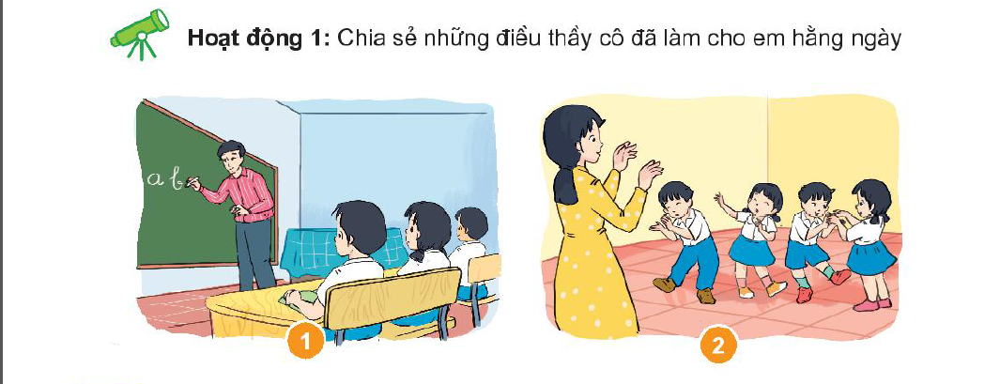 Hoạt động 1: Chia sẻ những điều thầy cô đã làm cho em hằng ngày
a b
1
2